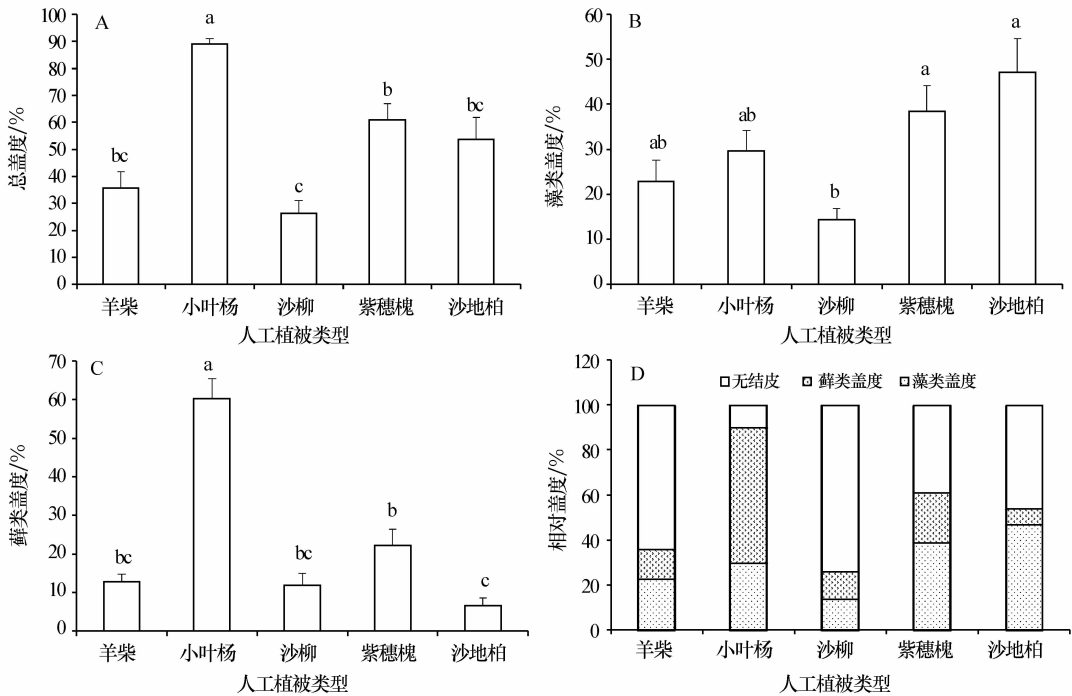 A
总盖度/%
100
90
80
70
60
50
40
30
20
10
0
bc
a
c
b
bc
羊柴 小叶杨 沙柳 紫穗槐 沙地柏
人工植被类型
B
藻类盖度/%
60
50
40
30
20
10
0
ab
ab
b
a
a
羊柴 小叶杨 沙柳 紫穗槐 沙地柏
人工植被类型
C
藓类盖度/%
70
60
50
70
30
20
10
0
bc
a
bc
b
c
羊柴 小叶杨 沙柳 紫穗槐 沙地柏
人工植被类型
D
无结皮 藓类盖度 藻类盖度
相对盖度/%
120
100
80
60
40
20
0
羊柴 小叶杨 沙柳 紫穗槐 沙地柏
人工植被类型